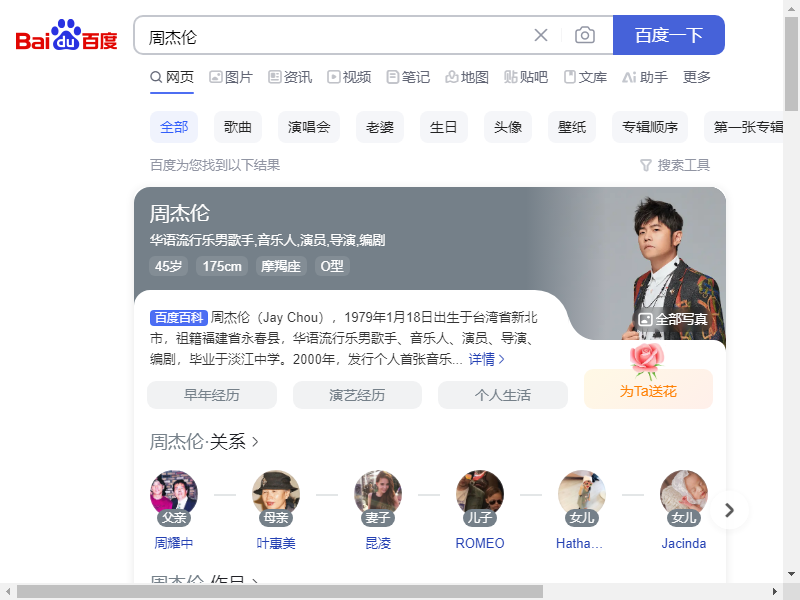 Bai du 百度
周杰伦
百度一下
网页 图片 资讯 视频 笔记 地图 贴吧 文库 助手 更多
全部 歌曲 演唱会 老婆 生日 头像 壁纸 专辑顺序 第一张专辑
百度为您找到以下结果
搜索工具
周杰伦
华语流行乐男歌手,音乐人,演员,导演,编剧
45岁 175cm 摩羯座 O型
全部写真
百度百科 周杰伦（Jay Chou），1979年1月18日出生于台湾省新北
市，祖籍福建省永春县，华语流行乐男歌手、音乐人、演员、导演、
编剧，毕业于淡江中学。2000年，发行个人首张音乐... 详情
早年经历 演艺经历 个人生活
为Ta送花
周杰伦·关系
父亲 母亲 妻子 儿子 女儿 女儿
周耀中 叶惠美 昆凌 ROMEO Hatha... Jacinda
周杰伦·作品